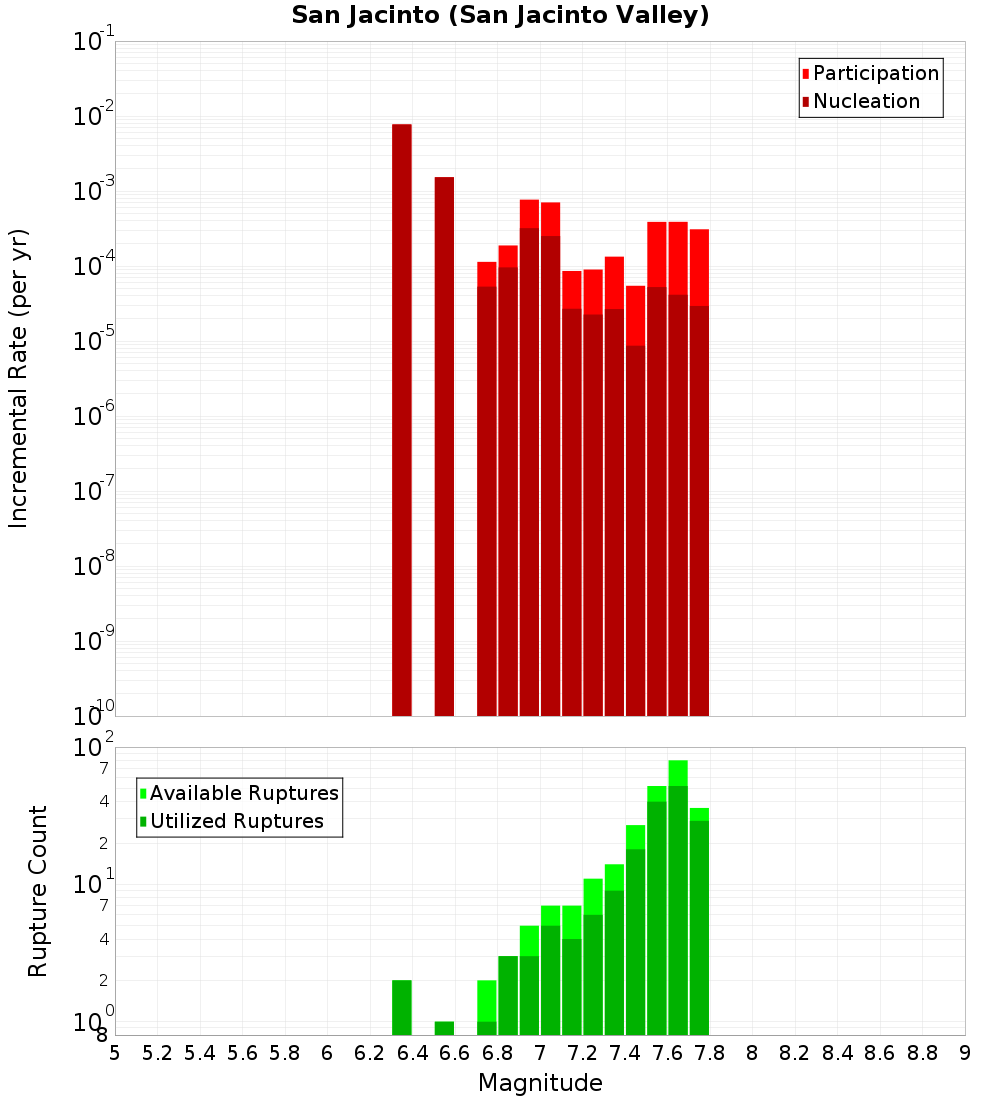 San Jacinto (San Jacinto Valley)
10-1
10-2
10-3
10-4
10-5
10-6
10-7
10-8
10-9
10-10
Incremental Rate (per yr)
Participation
Nucleation
102
7
4
2
101
7
4
2
100
8
Rupture Count
Available Ruptures
Utilized Ruptures
5 5.2 5.4 5.6 5.8 6 6.2 6.4 6.6 6.8 7 7.2 7.4 7.6 7.8 8 8.2 8.4 8.6 8.8 9
Magnitude